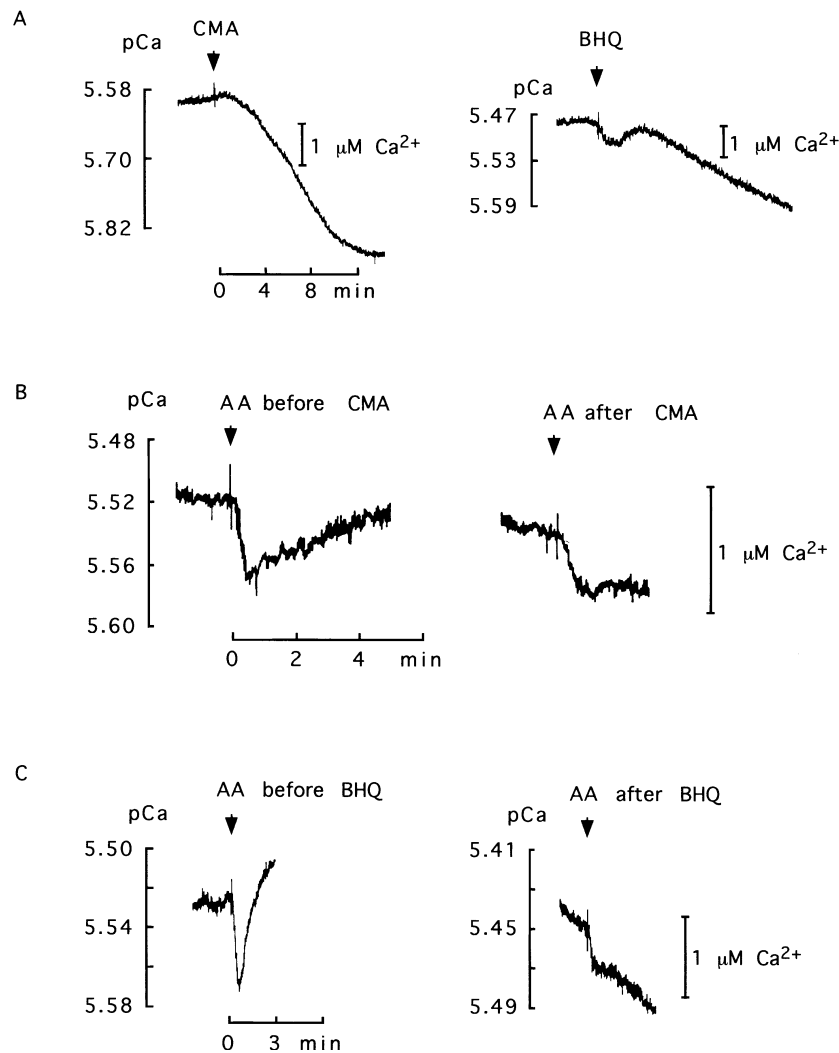 A
pCa
CMA
5.58
5.70
5.82
1 μM Ca2+
0 4 8 min
BHQ
pCa
5.47
5.53
5.59
1 μM Ca2+
B
pCa
AA before CMA
5.48
5.52
5.56
5.60
0 2 4 min
AA after CMA
1 μM Ca2+
C
AA before BHQ
pCa
5.50
5.54
5.58
0 3 min
AA after BHQ
pCa
5.41
5.45
5.49
1 μM Ca2+